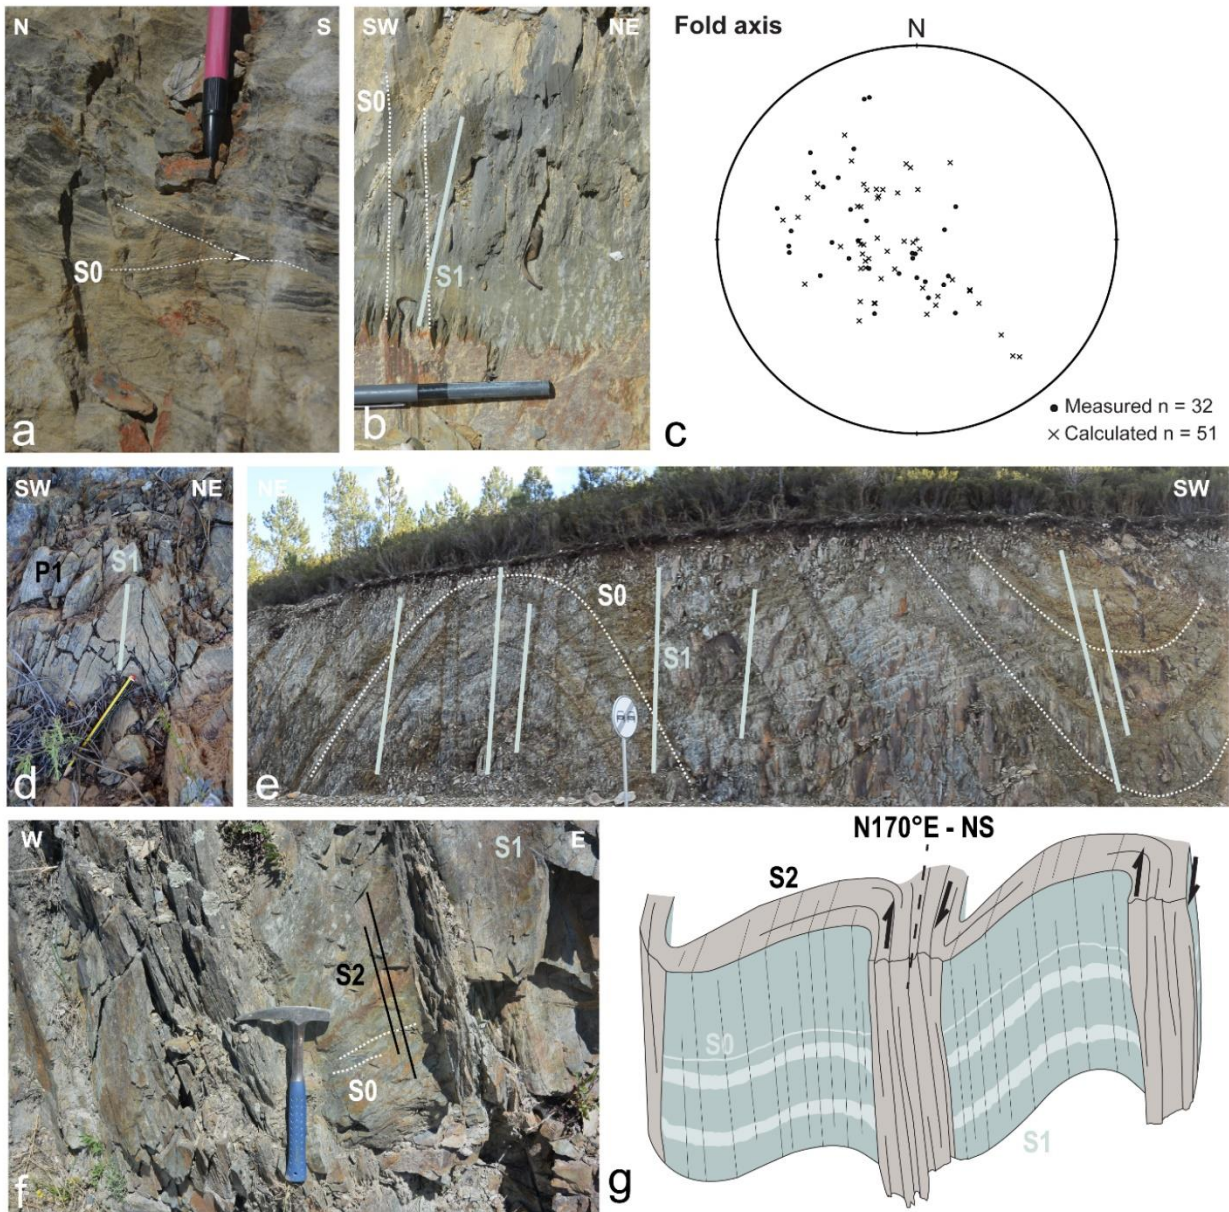 N
S
S0
a
SW
NE
S0
S1
b
Fold axis
N
Measured n = 32
Calculated n = 51
c
SW
NE
P1
S1
d
NE
SW
S0
S1
e
W
S1
E
S2
S0
f
N170°E - NS
S2
S0
S1
g